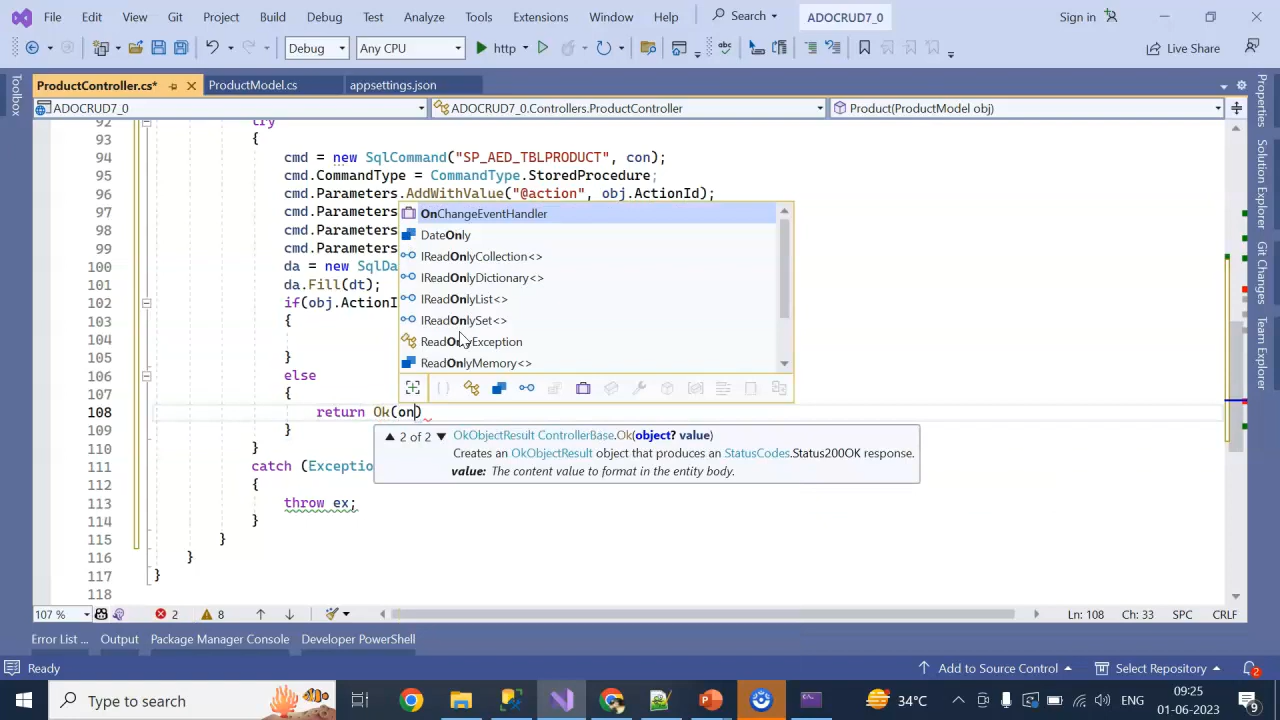 File Edit View Git Project Build Debug Test Analyze Tools Extensions Window Help Search ADOCRUD7_0 Sign in
Debug Any CPU http Live Share
ProductController.cs* ProductModel.cs appsettings.json
ADOCRUD7_0 ADOCRUD7_0.Controllers.ProductController Product(ProductModel obj)
Toolbox
Properties
Solution Explorer
Git Changes
Team Explorer
92 try
93 {
94 cmd = new SqlCommand("SP_AED_TBLPRODUCT", con);
95 cmd.CommandType = CommandType.StoredProcedure;
96 cmd.Parameters.AddWithValue("@action", obj.ActionId);
97 cmd.Parameters
98 cmd.Parameters
99 cmd.Parameters
100 da = new SqlDa
101 da.Fill(dt);
102 if(obj.ActionI
103 {
104
105 }
106 else
107 {
108 return Ok(on)
109 }
110 }
111 catch (Exceptio
112 {
113 throw ex;
114 }
115 }
116 }
117 }
118
OnChangeEventHandler
DateOnly
IReadOnlyCollection<>
IReadOnlyDictionary<>
IReadOnlyList<>
IReadOnlySet<>
ReadOnlyException
ReadOnlyMemory<>
2 of 2 OkObjectResult ControllerBase.Ok(object? value)
Creates an OkObjectResult object that produces an StatusCodes.Status200OK response.
value: The content value to format in the entity body.
107 % 2 8 Ln: 108 Ch: 33 SPC CRLF
Error List ... Output Package Manager Console Developer PowerShell
Ready Add to Source Control Select Repository 2
Type here to search 34°C ENG 09:25
01-06-2023 9